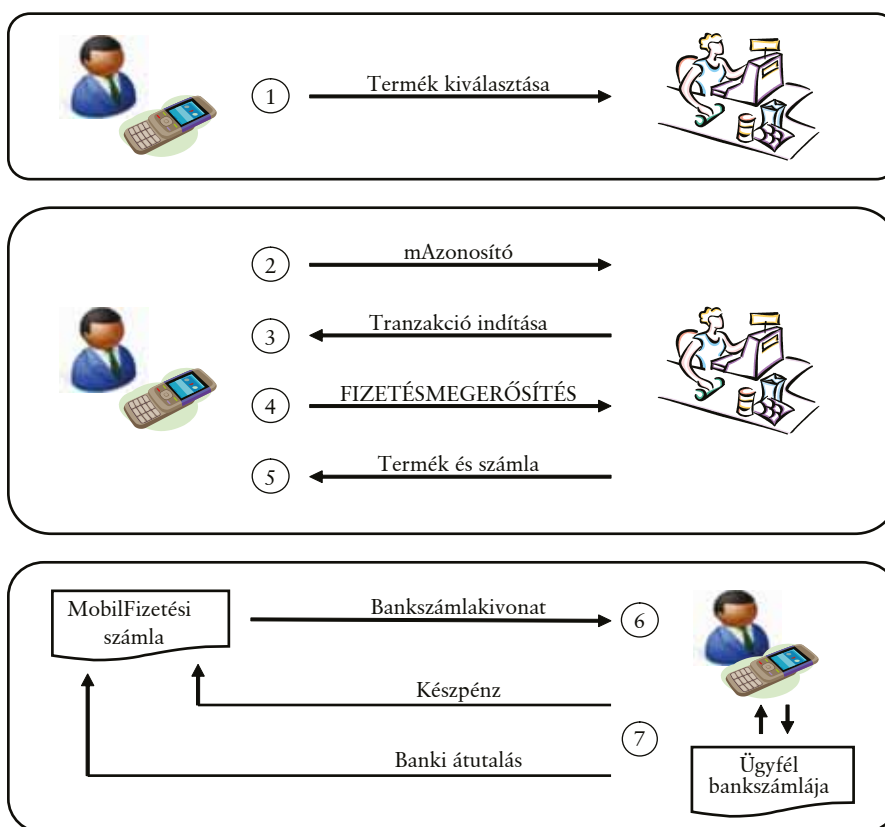 1 Termék kiválasztása
2 mAzonosító
3 Tranzakció indítása
4 FIZETÉSMEGERŐSÍTÉS
5 Termék és számla
MobilFizetési
számla
Bankszámlakivonat 6
Készpénz
7
Banki átutalás
Ügyfél
bankszámlája